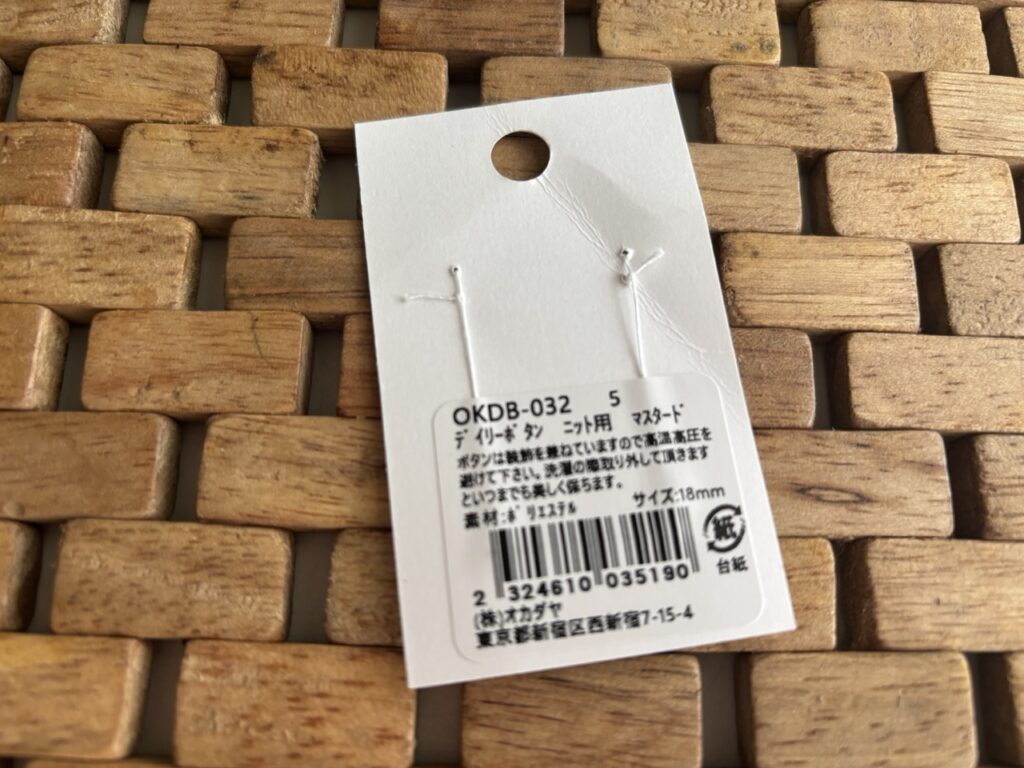 OKDB-032 5
デイリーボタン ニット用 マスタード
ボタンは装飾を兼ねていますので高温高圧を
避けて下さい。洗濯の際取り外して頂きます
といつまでも美しく保ちます。
サイズ:18mm
素材:ポリエステル
紙
台紙
2 324610 035190
(株)オカダヤ
東京都新宿区西新宿7-15-4